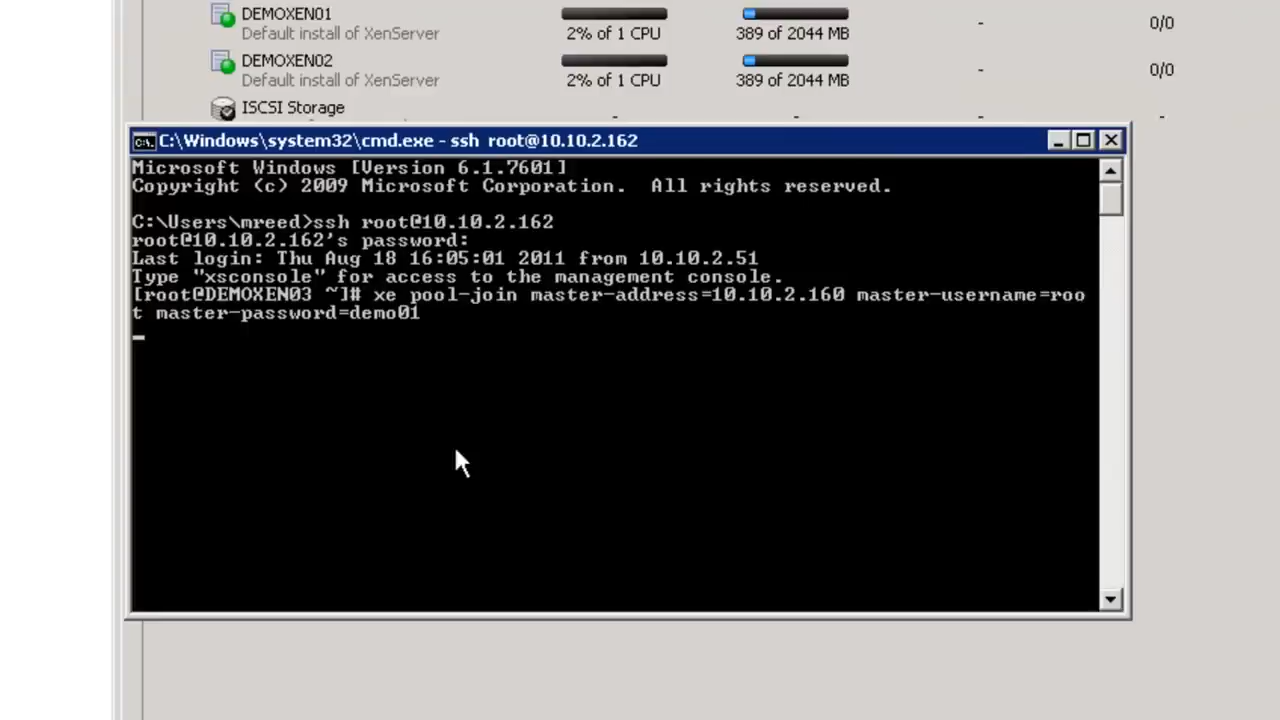 DEMOXEN01
Default install of XenServer
2% of 1 CPU
389 of 2044 MB
-
0/0
DEMOXEN02
Default install of XenServer
2% of 1 CPU
389 of 2044 MB
-
0/0
ISCSI Storage
- - - -
C:\Windows\system32\cmd.exe - ssh root@10.10.2.162
Microsoft Windows [Version 6.1.7601]
Copyright (c) 2009 Microsoft Corporation.  All rights reserved.
C:\Users\mreed>ssh root@10.10.2.162
root@10.10.2.162's password:
Last login: Thu Aug 18 16:05:01 2011 from 10.10.2.51
Type "xsconsole" for access to the management console.
[root@DEMOXEN03 ~]# xe pool-join master-address=10.10.2.160 master-username=roo
t master-password=demo01